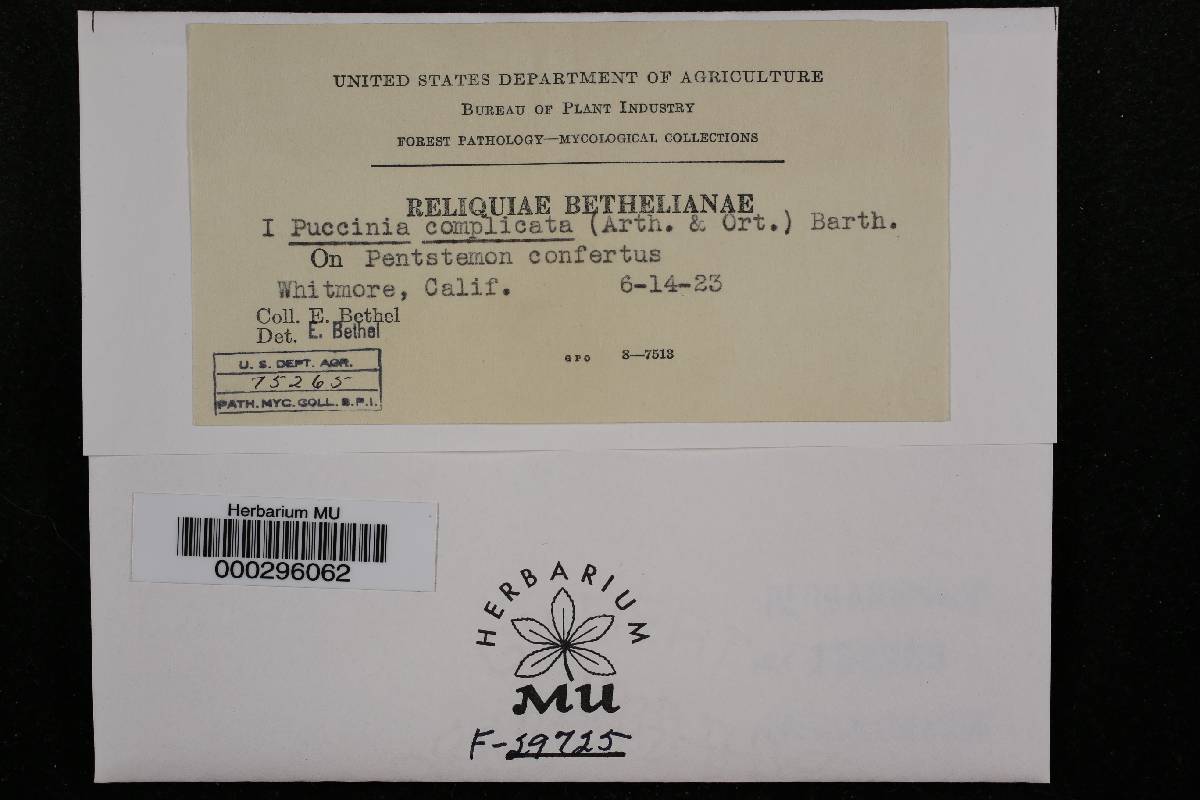 UNITED STATES DEPARTMENT OF AGRICULTURE
BUREAU OF PLANT INDUSTRY
FOREST PATHOLOGY—MYCOLOGICAL COLLECTIONS
RELIQUIAE BETHELIANAE
I Puccinia complicata (Arth. & Ort.) Barth.
On Pentstemon confertus
Whitmore, Calif. 6-14-23
Coll. E. Bethel
Det. E. Bethel
GPO 8—7513
U. S. DEPT. AGR.
75265
PATH. MYC. COLL. B.P.I.
Herbarium MU
000296062
HERBARIUM
MU
F-29725